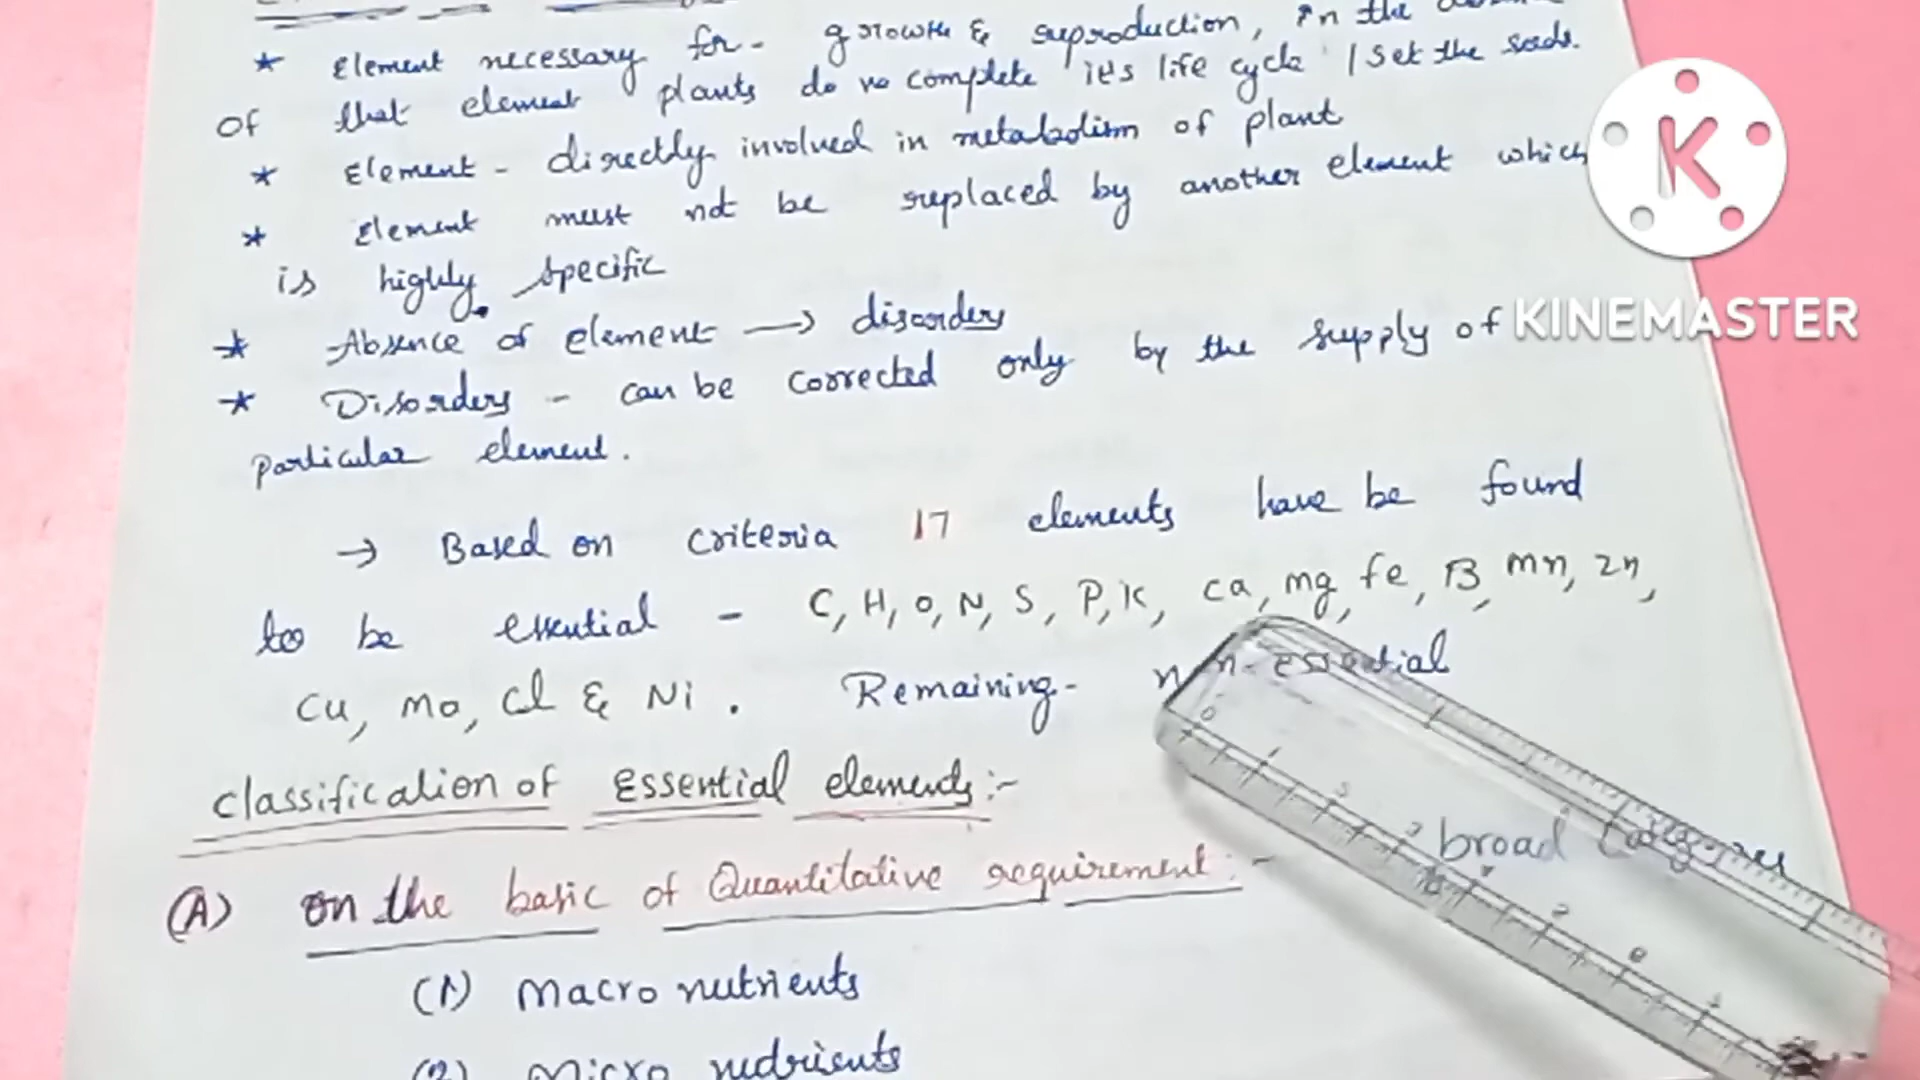 * Element necessary for - growth & reproduction, in the
of that element plants do no complete it's life cycle / set the seeds.
* Element - directly involved in metabolism of plant
* Element must not be replaced by another element which
is highly specific
* Absence of element → disorders
* Disorders - can be corrected only by the supply of
particular element.
→ Based on criteria 17 elements have be found
to be essential - C, H, O, N, S, P, K, Ca, Mg, Fe, B, Mn, Zn,
Cu, Mo, Cl & Ni. Remaining - non-essential
Classification of Essential elements:-
broad Categories
(A) on the basic of Quantitative requirement:-
(1) Macro nutrients
(2) Micro nutrients
K
KINEMASTER